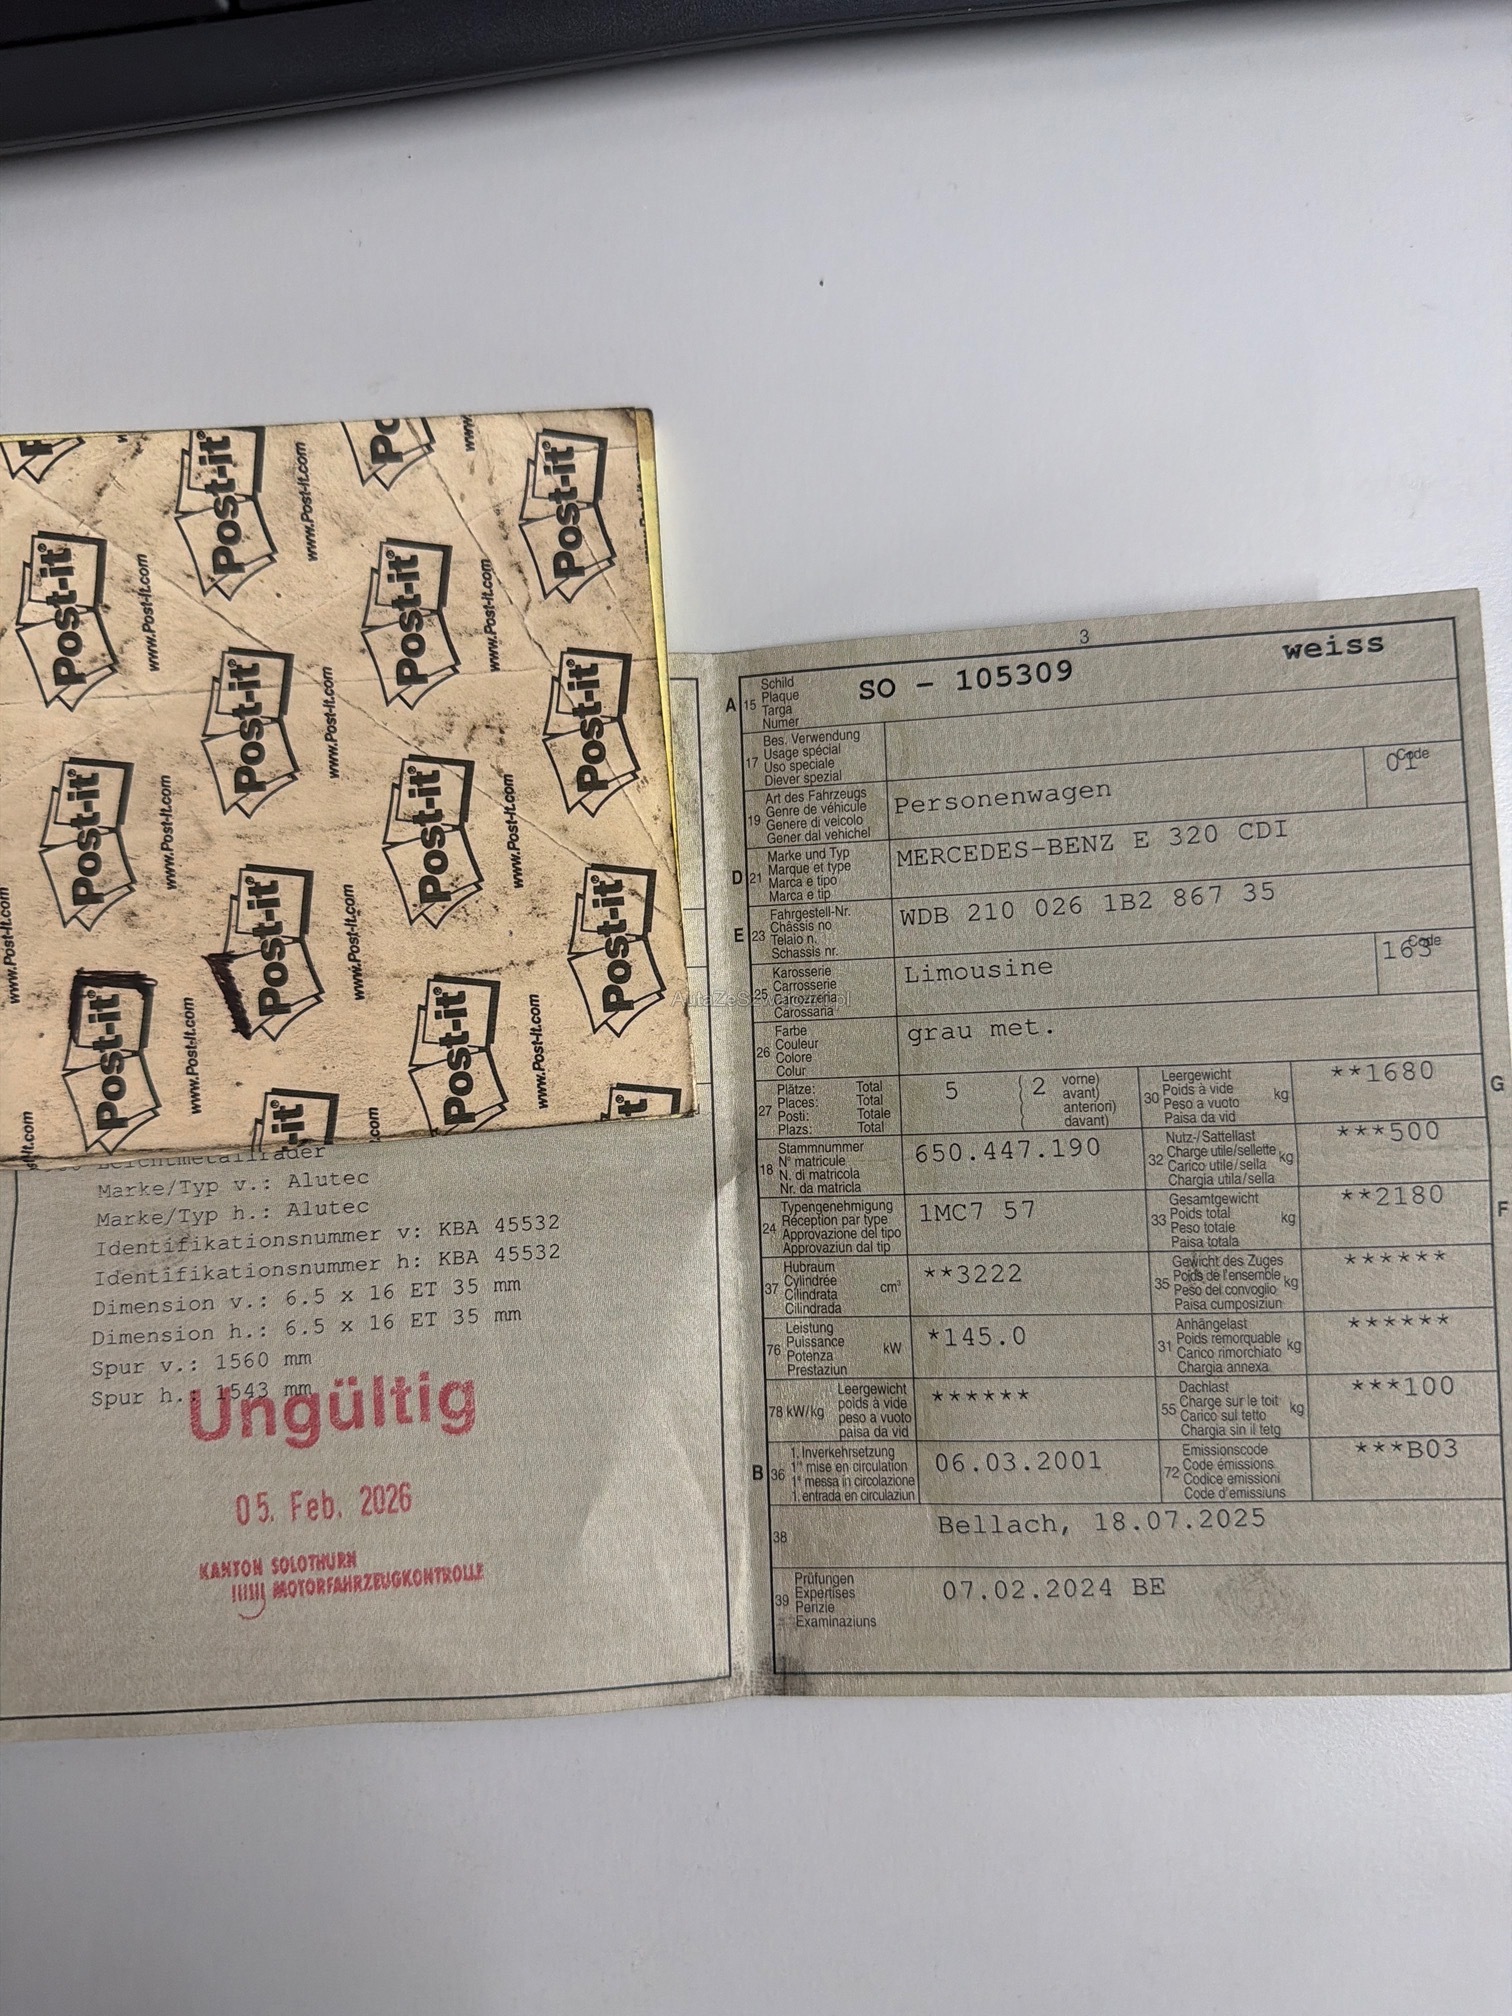 Post-it
www.Post-it.com
Leichtmetallräder
Marke/Typ v.: Alutec
Marke/Typ h.: Alutec
Identifikationsnummer v: KBA 45532
Identifikationsnummer h: KBA 45532
Dimension v.: 6.5 x 16 ET 35 mm
Dimension h.: 6.5 x 16 ET 35 mm
Spur v.: 1560 mm
Spur h.: 1543 mm
Ungültig
05. Feb. 2026
KANTON SOLOTHURN
MOTORFAHRZEUGKONTROLLE
3
A 15 Schild Plaque Targa Numer SO - 105309 weiss
17 Bes. Verwendung Usage spécial Uso speciale Diever spezial
19 Art des Fahrzeugs Genre de véhicule Genere di veicolo Gener dal vehichel Personenwagen Code 01
D 21 Marke und Typ Marque et type Marca e tipo Marca e tip MERCEDES-BENZ E 320 CDI
E 23 Fahrgestell-Nr. Châssis no Telaio n. Schassis nr. WDB 210 026 1B2 867 35
25 Karosserie Carrosserie Carrozzeria Carossaria Limousine Code 163
26 Farbe Couleur Colore Colur grau met.
27 Plätze: Total Places: Total Posti: Totale Plazs: Total 5 ( 2 vorne) avant) anteriori) davant)
30 Leergewicht Poids à vide Peso a vuoto Paisa da vid kg **1680 G
18 Stammnummer N° matricule N. di matricola Nr. da matricla 650.447.190
32 Nutz-/Sattellast Charge utile/sellette Carico utile/sella Chargia utila/sella kg ***500
24 Typengenehmigung Réception par type Approvazione del tipo Approvaziun dal tip 1MC7 57
33 Gesamtgewicht Poids total Peso totale Paisa totala kg **2180 F
37 Hubraum Cylindrée Cilindrata Cilindrada cm³ **3222
35 Gewicht des Zuges Poids de l'ensemble Peso del convoglio Paisa cumposiziun kg ******
76 Leistung Puissance Potenza Prestaziun kW *145.0
31 Anhängelast Poids remorquable Carico rimorchiato Chargia annexa kg ******
78 kW/kg Leergewicht poids à vide peso a vuoto paisa da vid ******
55 Dachlast Charge sur le toit Carico sul tetto Chargia sin il tetg kg ***100
B 36 1. Inverkehrsetzung 1re mise en circulation 1a messa in circolazione 1. entrada en circulaziun 06.03.2001
72 Emissionscode Code émissions Codice emissioni Code d'emissiuns ***B03
38 Bellach, 18.07.2025
39 Prüfungen Expertises Perizie Examinaziuns 07.02.2024 BE